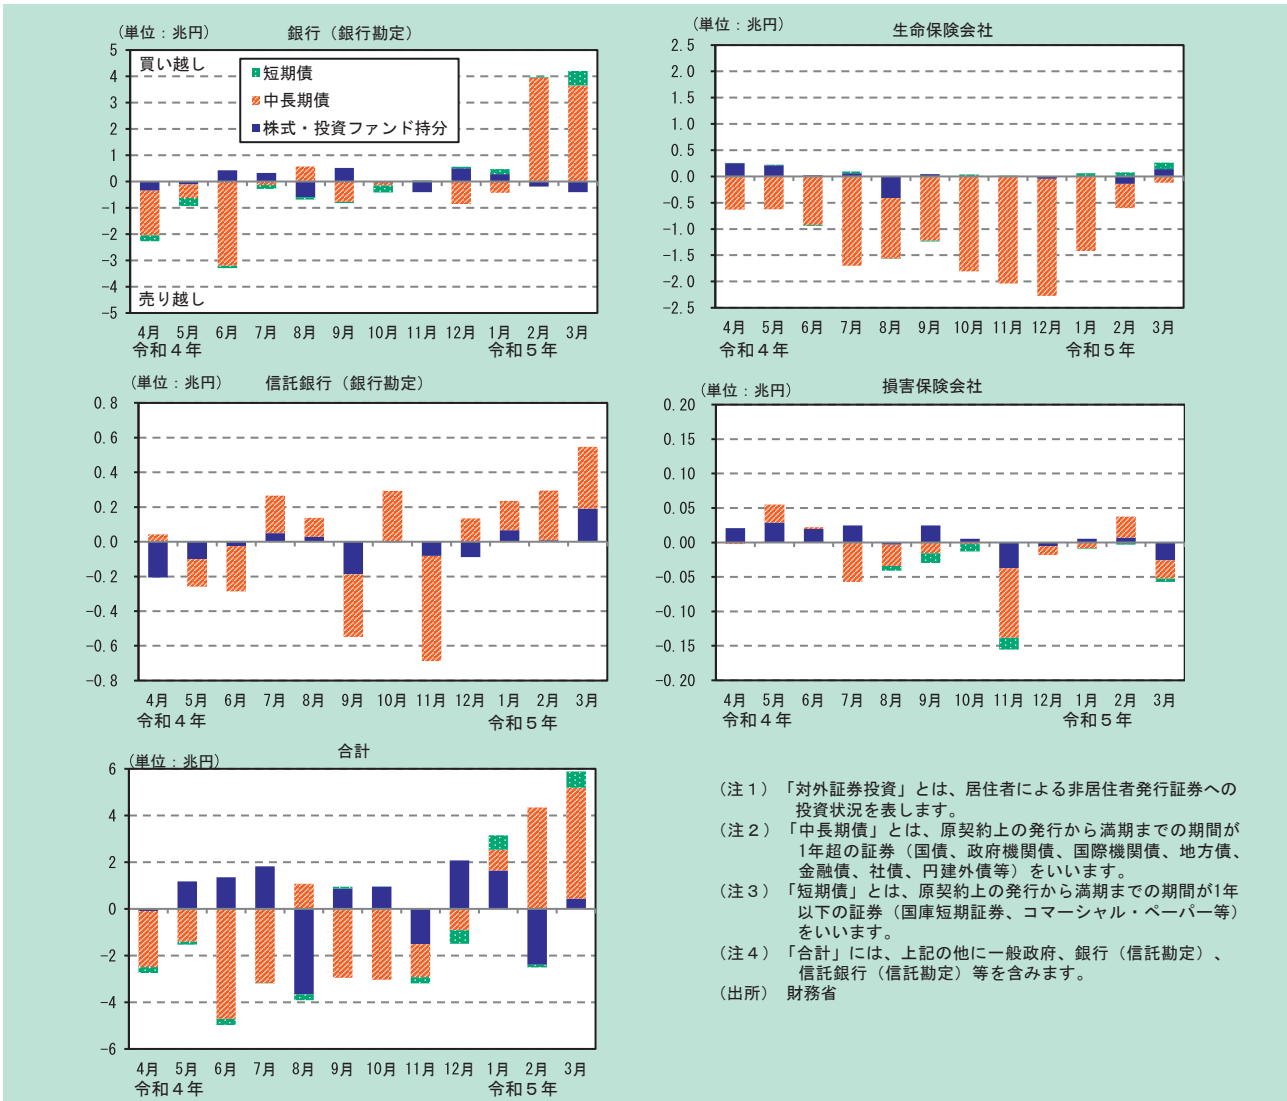 （単位：兆円）
銀行（銀行勘定）
5
4
3
2
1
0
−1
−2
−3
−4
−5
買い越し
売り越し
短期債
中長期債
株式・投資ファンド持分
4月 5月 6月 7月 8月 9月 10月 11月 12月 1月 2月 3月
令和４年 令和５年
（単位：兆円）
生命保険会社
2.5
2.0
1.5
1.0
0.5
0.0
−0.5
−1.0
−1.5
−2.0
−2.5
4月 5月 6月 7月 8月 9月 10月 11月 12月 1月 2月 3月
令和４年 令和５年
（単位：兆円）
信託銀行（銀行勘定）
0.8
0.6
0.4
0.2
0.0
−0.2
−0.4
−0.6
−0.8
4月 5月 6月 7月 8月 9月 10月 11月 12月 1月 2月 3月
令和４年 令和５年
（単位：兆円）
損害保険会社
0.20
0.15
0.10
0.05
0.00
−0.05
−0.10
−0.15
−0.20
4月 5月 6月 7月 8月 9月 10月 11月 12月 1月 2月 3月
令和４年 令和５年
（単位：兆円）
合計
6
4
2
0
−2
−4
−6
4月 5月 6月 7月 8月 9月 10月 11月 12月 1月 2月 3月
令和４年 令和５年
（注１）「対外証券投資」とは、居住者による非居住者発行証券への
投資状況を表します。
（注２）「中長期債」とは、原契約上の発行から満期までの期間が
1年超の証券（国債、政府機関債、国際機関債、地方債、
金融債、社債、円建外債等）をいいます。
（注３）「短期債」とは、原契約上の発行から満期までの期間が1年
以下の証券（国庫短期証券、コマーシャル・ペーパー等）
をいいます。
（注４）「合計」には、上記の他に一般政府、銀行（信託勘定）、
信託銀行（信託勘定）等を含みます。
（出所） 財務省